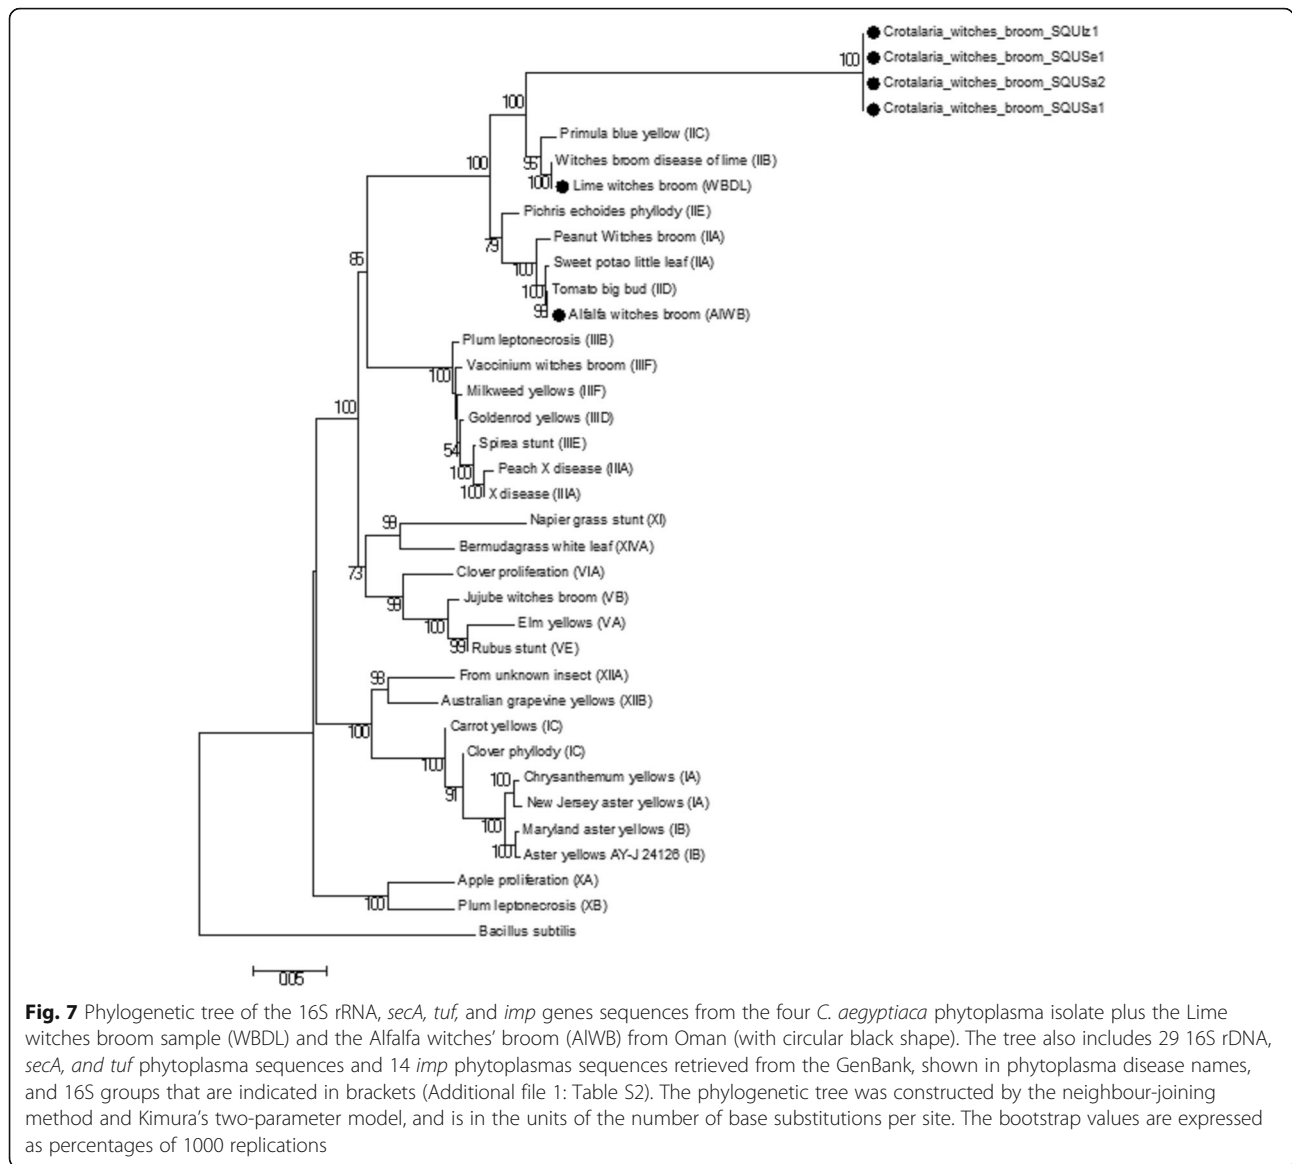 100
Crotalaria_witches_broom_SQUIz1
Crotalaria_witches_broom_SQUSe1
Crotalaria_witches_broom_SQUSa2
Crotalaria_witches_broom_SQUSa1
100
Primula blue yellow (IIC)
95
Witches broom disease of lime (IIB)
100
Lime witches broom (WBDL)
100
Pichris echoides phyllody (IIE)
79
Peanut Witches broom (IIA)
100
Sweet potao little leaf (IIA)
100
Tomato big bud (IID)
98
Alfalfa witches broom (AlWB)
85
Plum leptonecrosis (IIIB)
100
Vaccinium witches broom (IIIF)
Milkweed yellows (IIIF)
100
Goldenrod yellows (IIID)
54
Spirea stunt (IIIE)
100
Peach X disease (IIIA)
100
X disease (IIIA)
Napier grass stunt (XI)
99
Bermudagrass white leaf (XIVA)
73
Clover proliferation (VIA)
99
Jujube witches broom (VB)
100
Elm yellows (VA)
99
Rubus stunt (VE)
98
From unknown insect (XIIA)
Australian grapevine yellows (XIIB)
100
Carrot yellows (IC)
100
Clover phyllody (IC)
91
100
Chrysanthemum yellows (IA)
New Jersey aster yellows (IA)
100
Maryland aster yellows (IB)
100
Aster yellows AY-J 24126 (IB)
Apple proliferation (XA)
100
Plum leptonecrosis (XB)
Bacillus subtilis
0.05
Fig. 7 Phylogenetic tree of the 16S rRNA, secA, tuf, and imp genes sequences from the four C. aegyptiaca phytoplasma isolate plus the Lime
witches broom sample (WBDL) and the Alfalfa witches' broom (AlWB) from Oman (with circular black shape). The tree also includes 29 16S rDNA,
secA, and tuf phytoplasma sequences and 14 imp phytoplasmas sequences retrieved from the GenBank, shown in phytoplasma disease names,
and 16S groups that are indicated in brackets (Additional file 1: Table S2). The phylogenetic tree was constructed by the neighbour-joining
method and Kimura's two-parameter model, and is in the units of the number of base substitutions per site. The bootstrap values are expressed
as percentages of 1000 replications